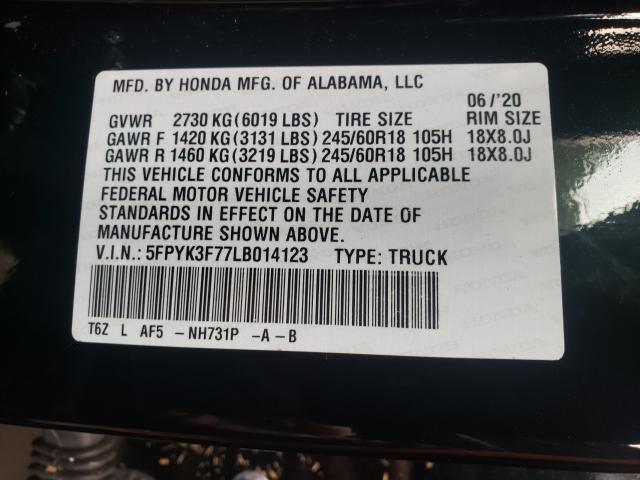 MFD. BY HONDA MFG. OF ALABAMA, LLC
06/'20
GVWR 2730 KG(6019 LBS) TIRE SIZE RIM SIZE
GAWR F 1420 KG(3131 LBS) 245/60R18 105H 18X8.0J
GAWR R 1460 KG(3219 LBS) 245/60R18 105H 18X8.0J
THIS VEHICLE CONFORMS TO ALL APPLICABLE
FEDERAL MOTOR VEHICLE SAFETY
STANDARDS IN EFFECT ON THE DATE OF
MANUFACTURE SHOWN ABOVE.
V.I.N.: 5FPYK3F77LB014123 TYPE: TRUCK
T6Z L AF5 - NH731P -A-B